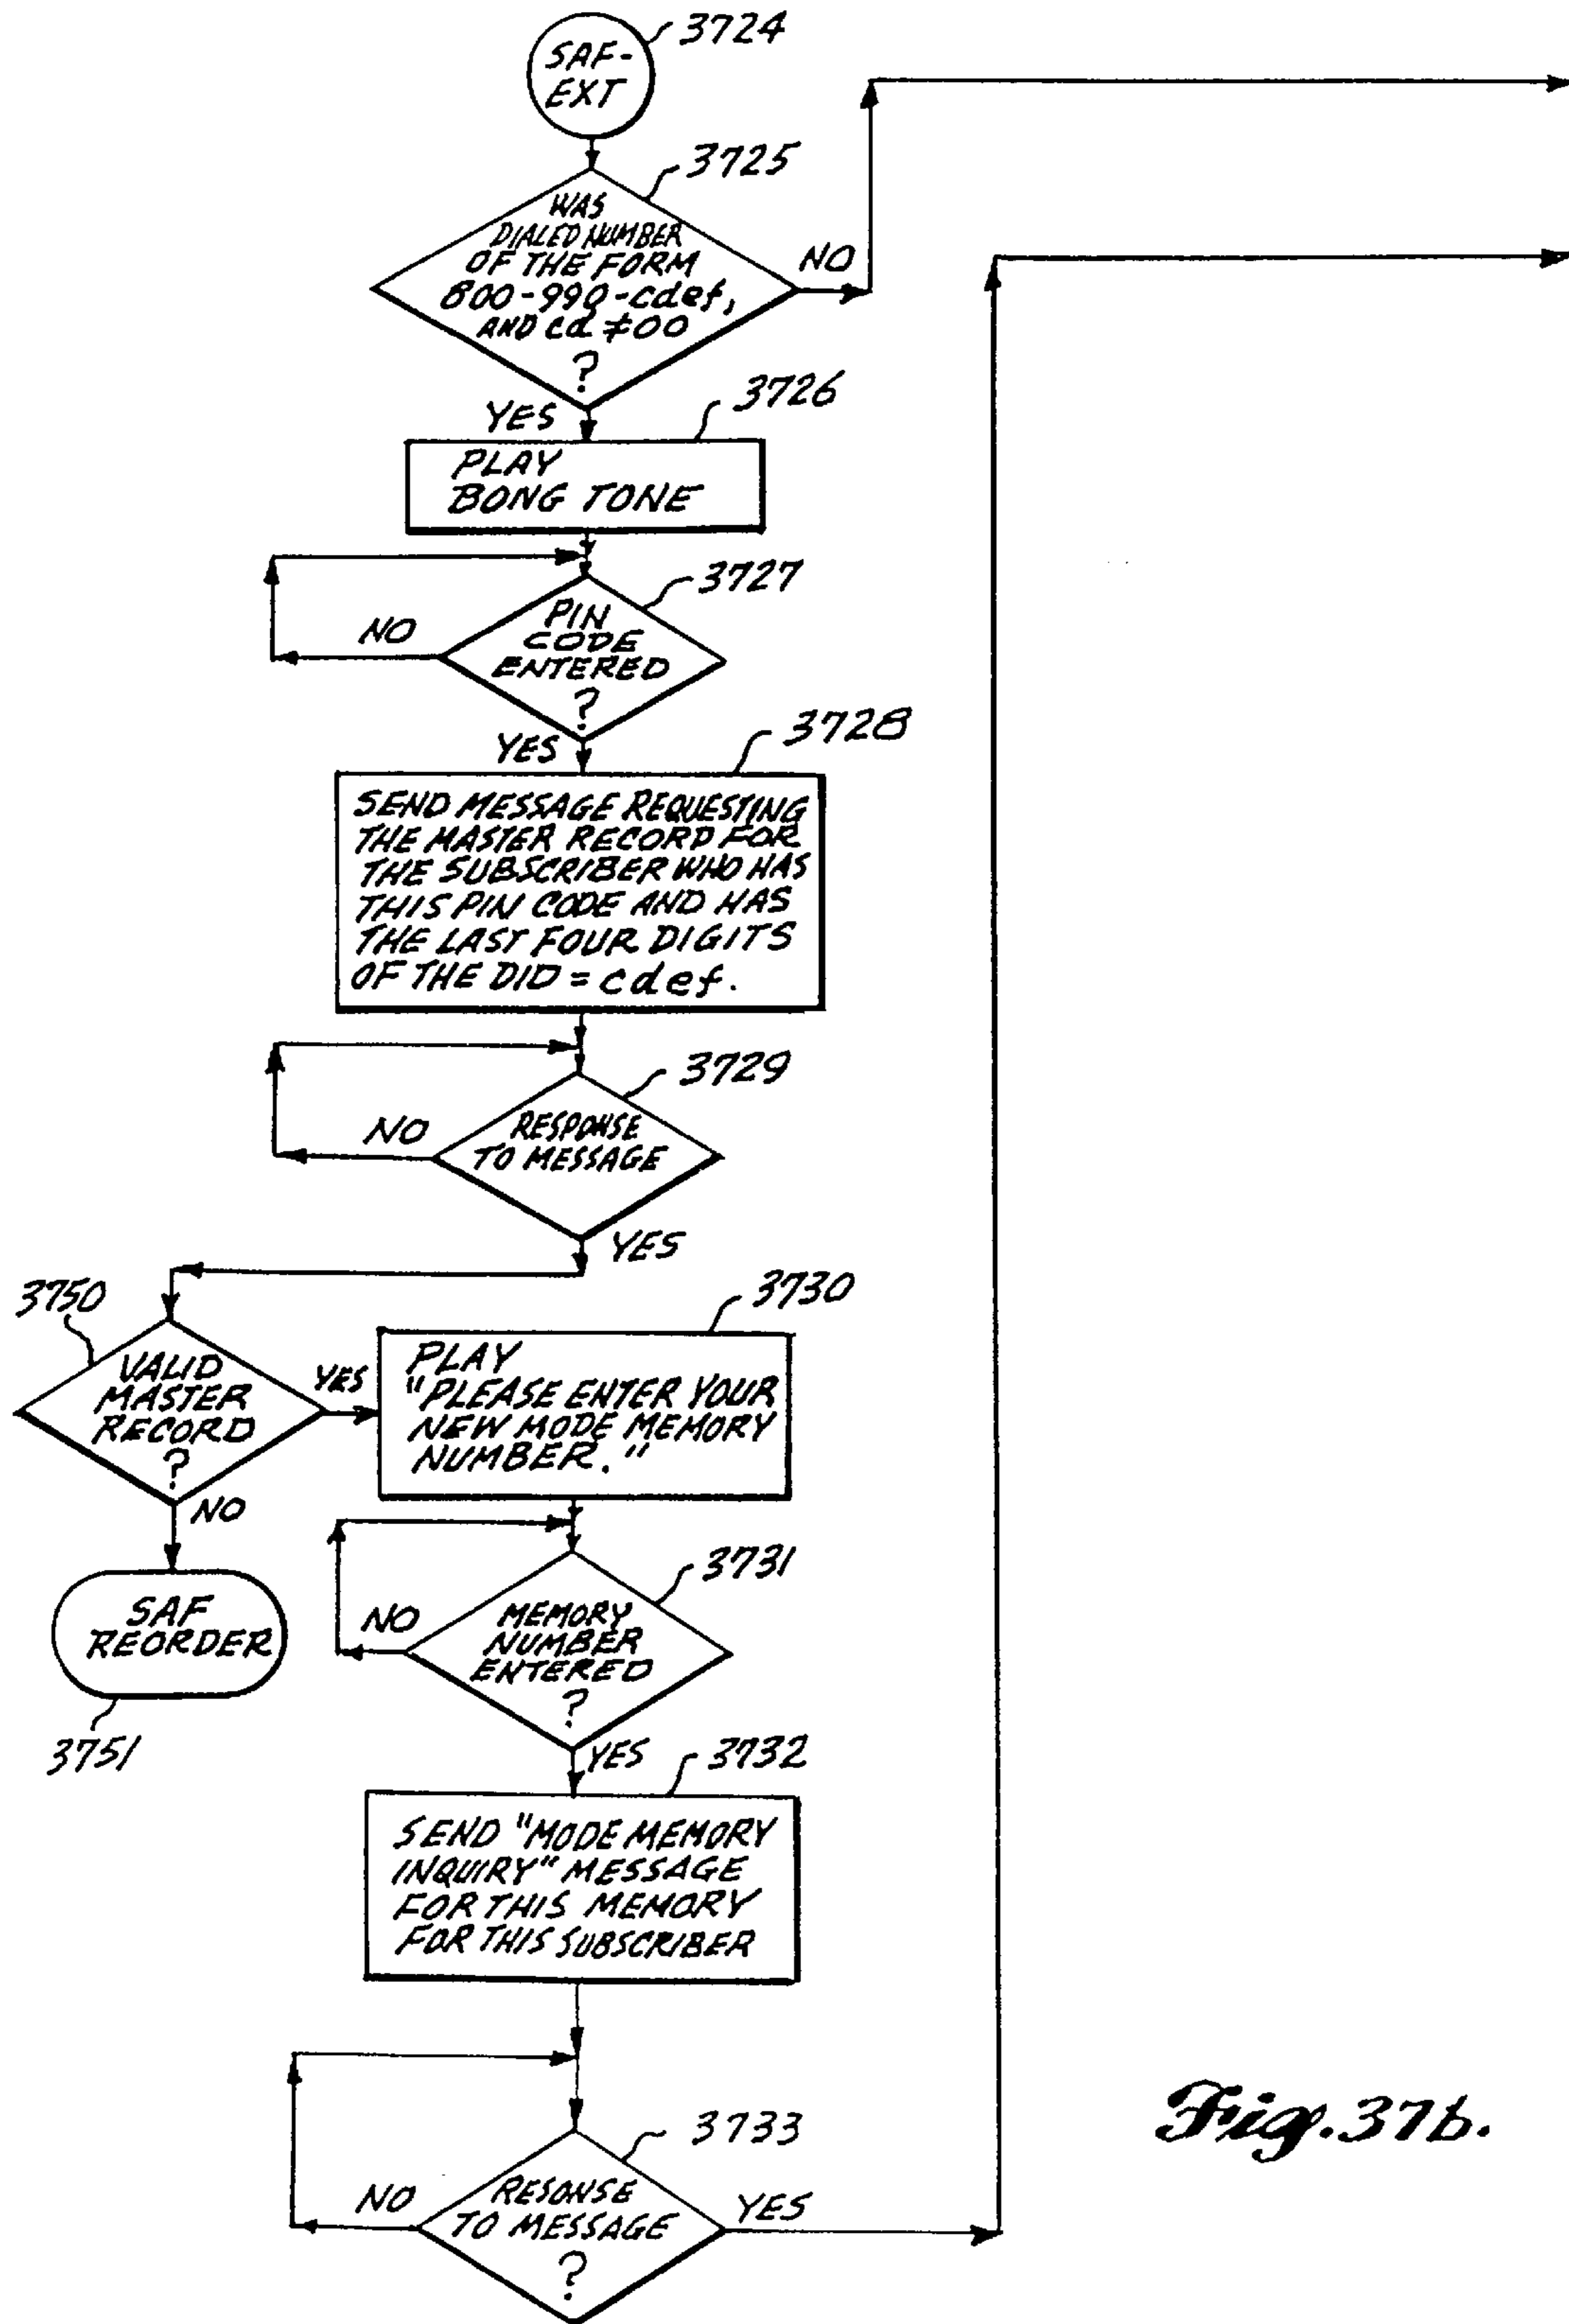 3724
SAF-
EXT
3725
WAS
DIALED NUMBER
OF THE FORM
800-990-cdef,
AND cd ≠ 00
?
NO
YES
3726
PLAY
BONG TONE
3727
PIN
CODE
ENTERED
?
NO
YES
3728
SEND MESSAGE REQUESTING
THE MASTER RECORD FOR
THE SUBSCRIBER WHO HAS
THIS PIN CODE AND HAS
THE LAST FOUR DIGITS
OF THE DID = cdef.
3729
RESPONSE
TO MESSAGE
NO
YES
3750
VALID
MASTER
RECORD
?
YES
NO
SAF
REORDER
3751
3730
PLAY
"PLEASE ENTER YOUR
NEW MODE MEMORY
NUMBER."
3731
MEMORY
NUMBER
ENTERED
?
NO
YES
3732
SEND "MODE MEMORY
INQUIRY" MESSAGE
FOR THIS MEMORY
FOR THIS SUBSCRIBER
3733
RESONSE
TO MESSAGE
?
NO
YES
Fig. 37b.